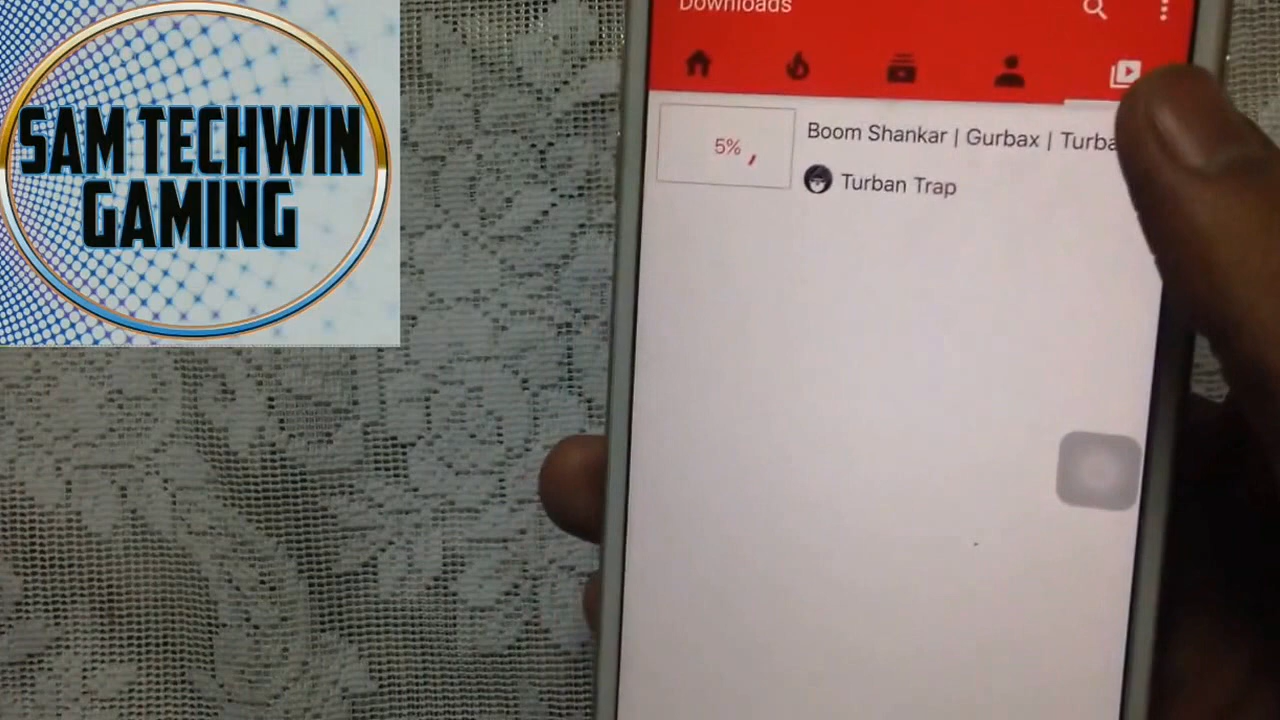 SAM TECHWIN
GAMING
Downloads
5%
Boom Shankar | Gurbax | Turba
Turban Trap